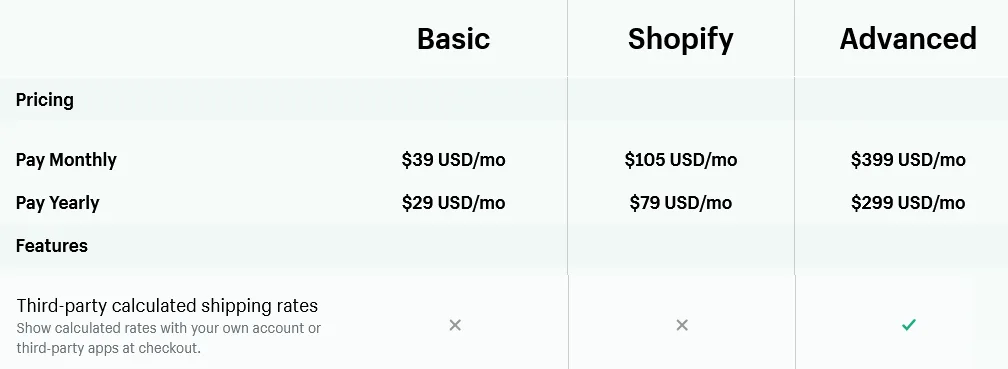 Basic Shopify Advanced
Pricing
Pay Monthly $39 USD/mo $105 USD/mo $399 USD/mo
Pay Yearly $29 USD/mo $79 USD/mo $299 USD/mo
Features
Third-party calculated shipping rates
Show calculated rates with your own account or
third-party apps at checkout.